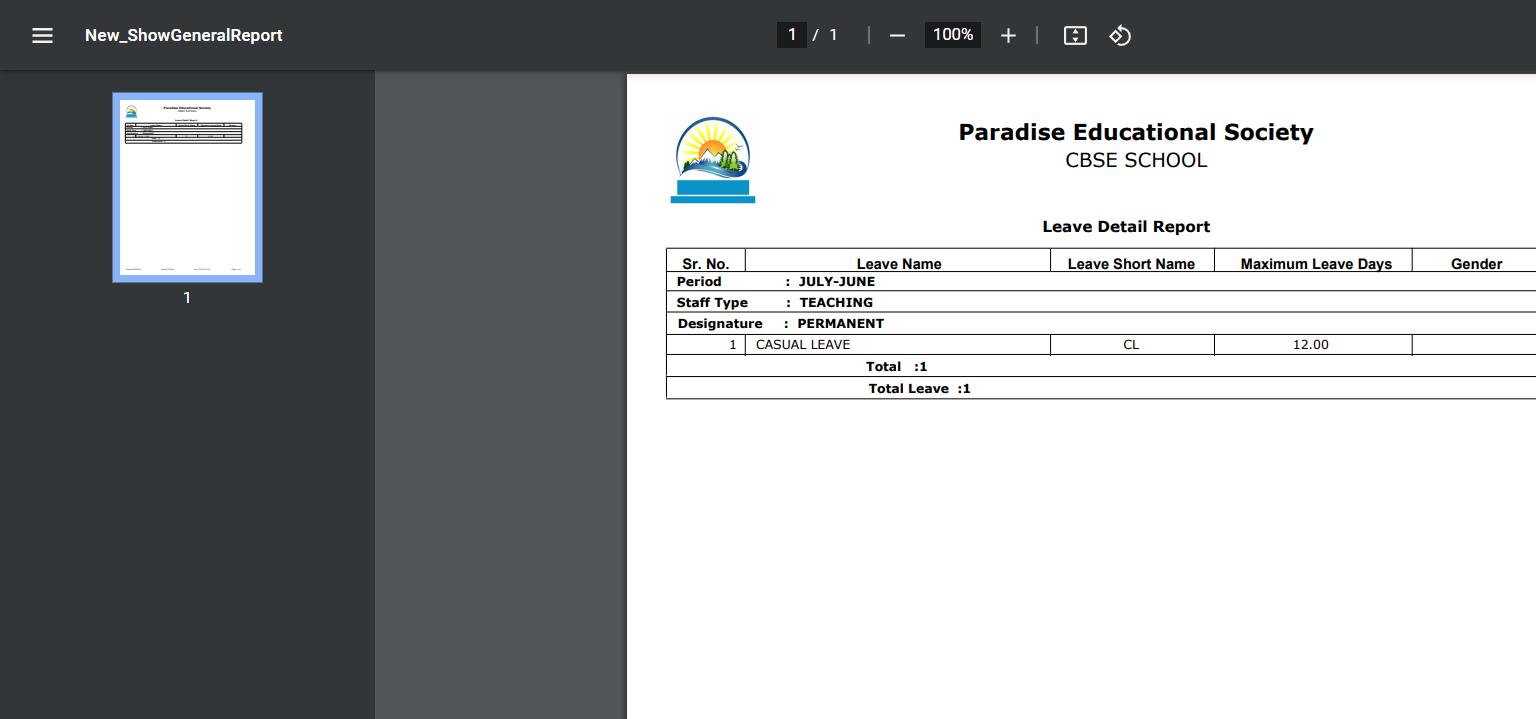 New_ShowGeneralReport
1 / 1
100%
1
Paradise Educational Society
CBSE SCHOOL
Leave Detail Report
Sr. No. Leave Name Leave Short Name Maximum Leave Days Gender
Period : JULY-JUNE
Staff Type : TEACHING
Designature : PERMANENT
1 CASUAL LEAVE CL 12.00
Total :1
Total Leave :1